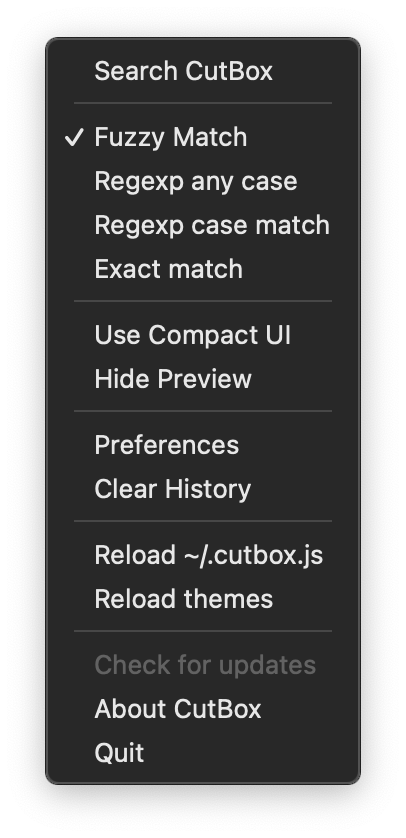 Search CutBox
✓ Fuzzy Match
Regexp any case
Regexp case match
Exact match
Use Compact UI
Hide Preview
Preferences
Clear History
Reload ~/.cutbox.js
Reload themes
Check for updates
About CutBox
Quit